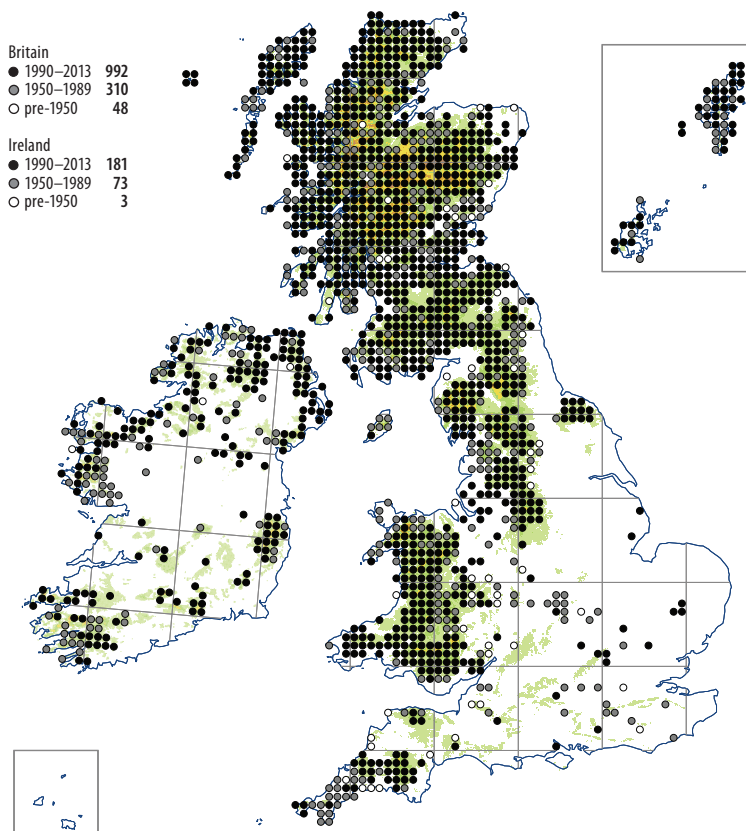 Britain
1990–2013 992
1950–1989 310
pre-1950 48
Ireland
1990–2013 181
1950–1989 73
pre-1950 3